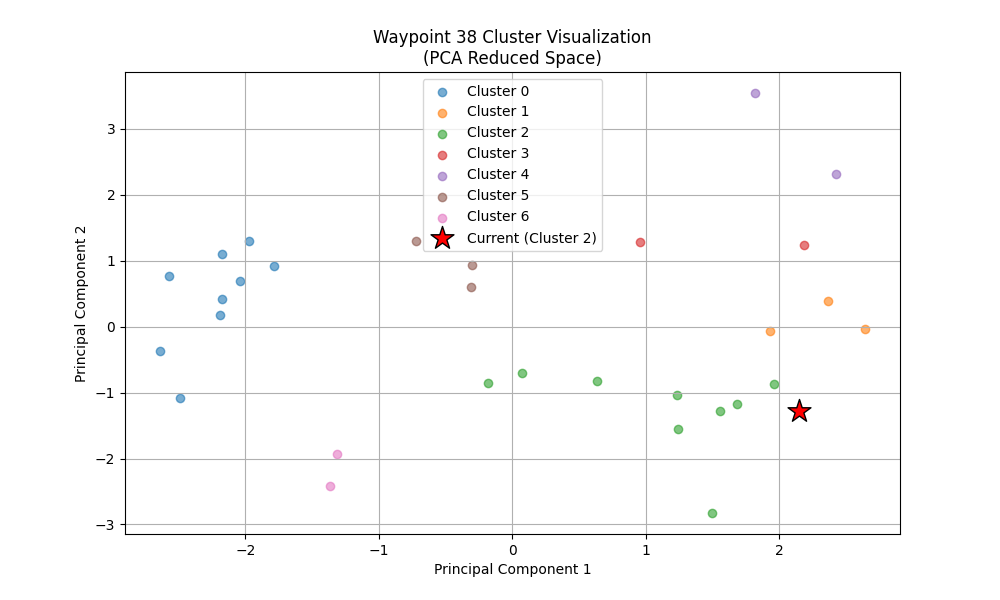 Waypoint 38 Cluster Visualization
(PCA Reduced Space)
Cluster 0
Cluster 1
Cluster 2
Cluster 3
Cluster 4
Cluster 5
Cluster 6
Current (Cluster 2)
Principal Component 2
3
2
1
0
−1
−2
−3
−2
−1
0
1
2
Principal Component 1